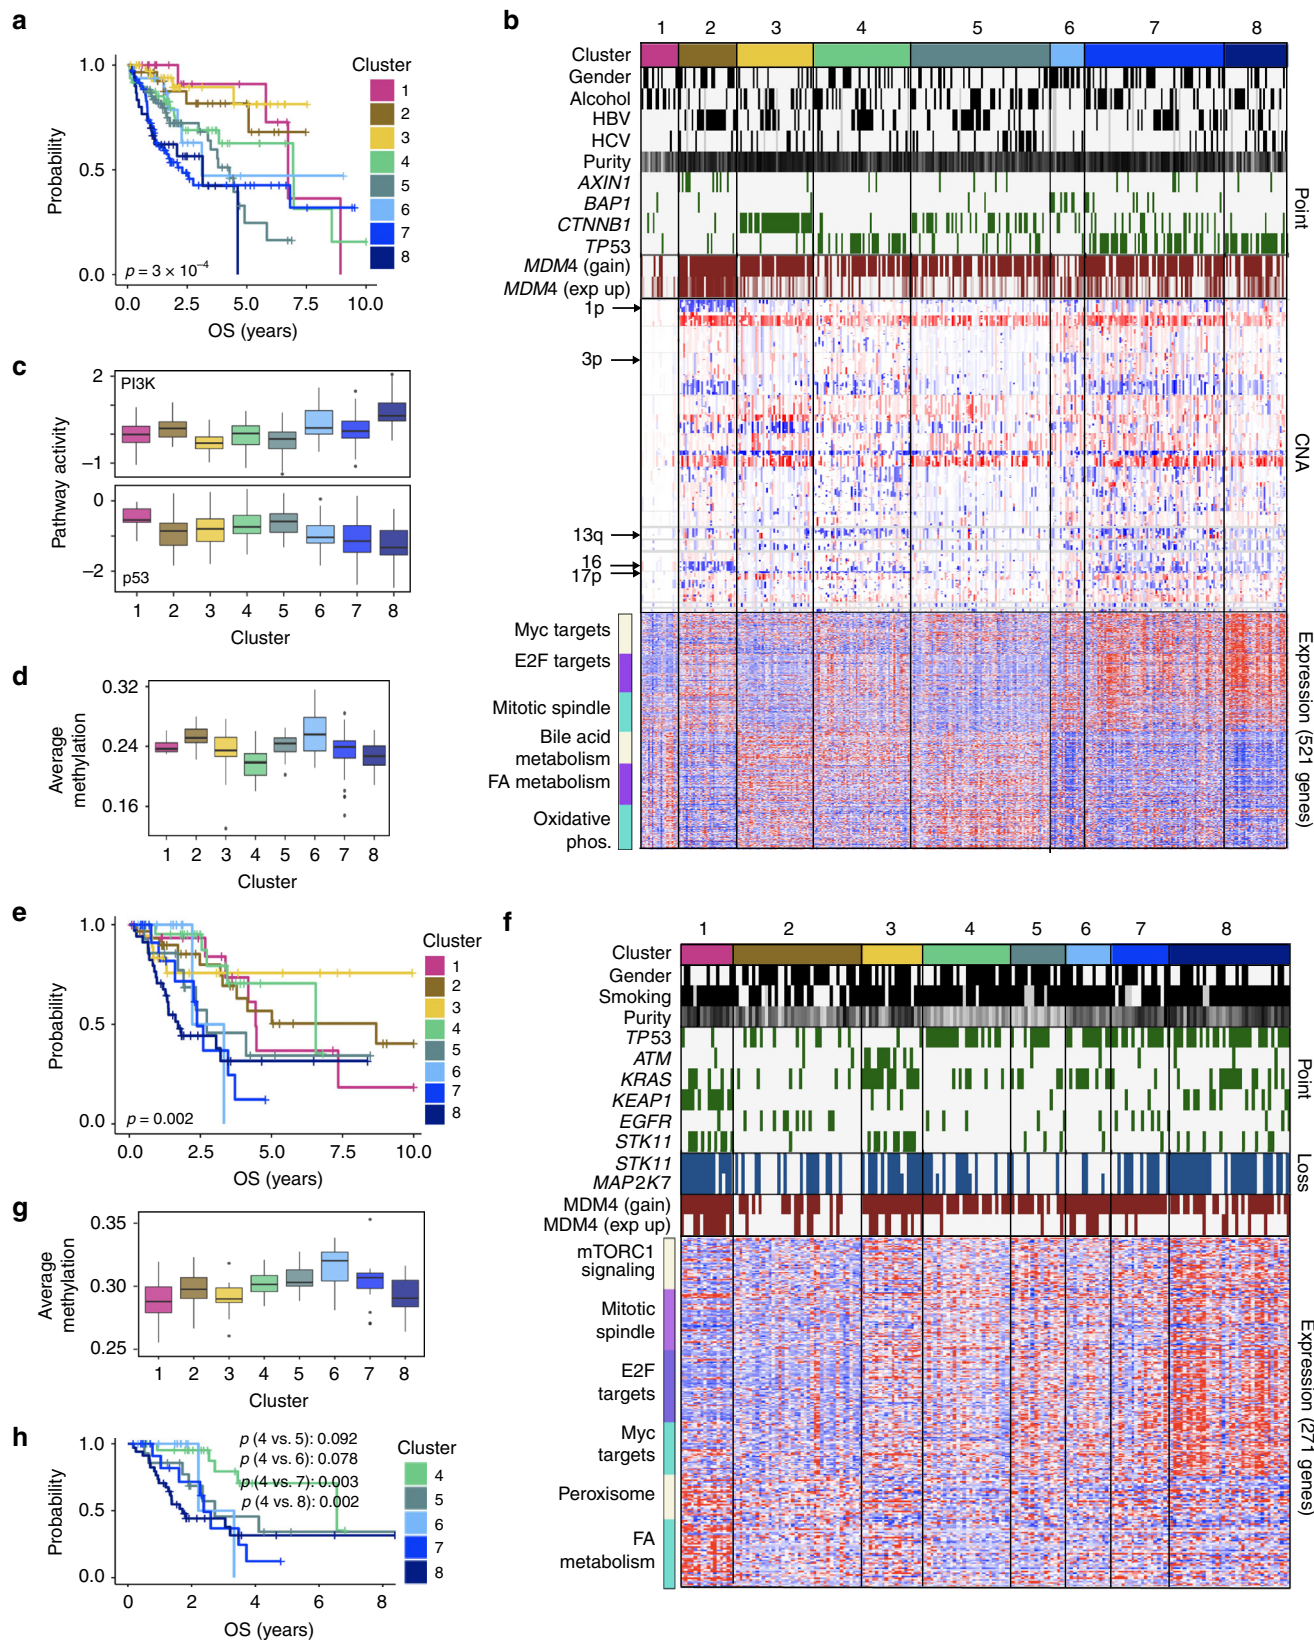 a
Cluster
1
2
3
4
5
6
7
8
1.0
0.5
0.0
Probability
p = 3 × 10–4
0.0 2.5 5.0 7.5 10.0
OS (years)
b
1 2 3 4 5 6 7 8
Cluster
Gender
Alcohol
HBV
HCV
Purity
AXIN1
BAP1
CTNNB1
TP53
Point
MDM4 (gain)
MDM4 (exp up)
1p
3p
13q
16
17p
CNA
Myc targets
E2F targets
Mitotic spindle
Bile acid
metabolism
FA metabolism
Oxidative
phos.
Expression (521 genes)
c
2
PI3K
–1
0
–2
p53
Pathway activity
Pathway activity
1 2 3 4 5 6 7 8
Cluster
d
0.32
0.24
0.16
Average
methylation
1 2 3 4 5 6 7 8
Cluster
e
1.0
0.5
0.0
Probability
p = 0.002
0.0 2.5 5.0 7.5 10.0
OS (years)
Cluster
1
2
3
4
5
6
7
8
f
1 2 3 4 5 6 7 8
Cluster
Gender
Smoking
Purity
TP53
ATM
KRAS
KEAP1
EGFR
STK11
Point
STK11
MAP2K7
Loss
MDM4 (gain)
MDM4 (exp up)
mTORC1
signaling
Mitotic
spindle
E2F
targets
Myc
targets
Peroxisome
FA
metabolism
Expression (271 genes)
g
0.35
0.30
0.25
Average
methylation
1 2 3 4 5 6 7 8
Cluster
h
1.0
0.5
0.0
Probability
p (4 vs. 5): 0.092
p (4 vs. 6): 0.078
p (4 vs. 7): 0.003
p (4 vs. 8): 0.002
0 2 4 6 8
OS (years)
Cluster
4
5
6
7
8